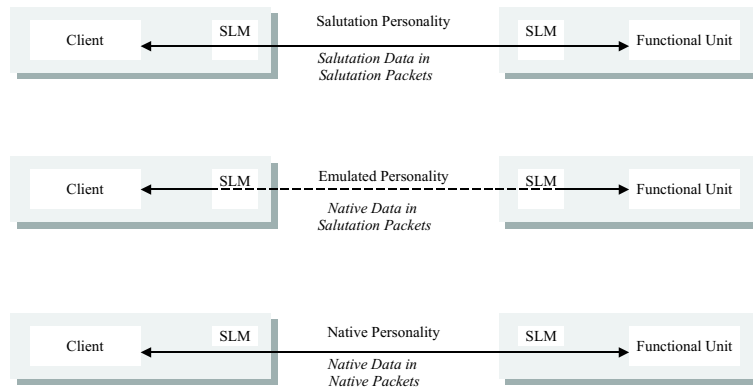 Client
SLM
Salutation Personality
Salutation Data in
Salutation Packets
SLM
Functional Unit
Client
SLM
Emulated Personality
Native Data in
Salutation Packets
SLM
Functional Unit
Client
SLM
Native Personality
Native Data in
Native Packets
SLM
Functional Unit